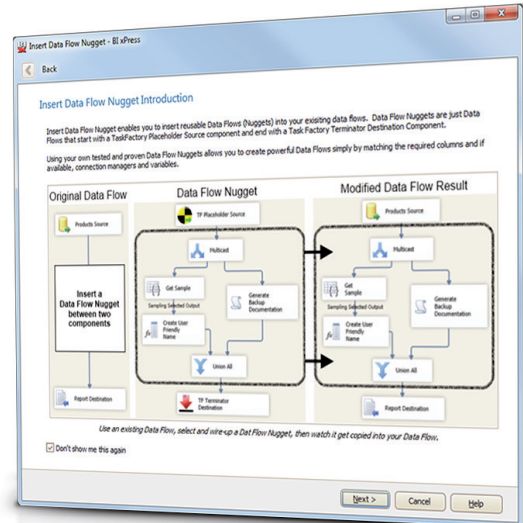 Insert Data Flow Nugget - BI xPress
Back
Insert Data Flow Nugget Introduction
Insert Data Flow Nugget enables you to insert reusable Data Flows (Nuggets) into your exisiting data flows. Data Flow Nuggets are just Data
Flows that start with a TaskFactory Placeholder Source component and end with a Task Factory Terminator Destination Component.
Using your own tested and proven Data Flow Nuggets allows you to create powerful Data Flows simply by matching the required columns and if
available, connection managers and variables.
Original Data Flow
Products Source
Insert a
Data Flow Nugget
between two
components
Report Destination
Data Flow Nugget
TF Placeholder Source
Multicast
Get Sample
Sampling Selected Output
Generate
Backup
Documentation
Create User
Friendly
Name
Union All
TF Terminator
Destination
Modified Data Flow Result
Products Source
Multicast
Get
Sample
Sampling Selected Output
Generate
Backup
Documentation
Create User
Friendly
Name
Union All
Report Destination
Use an existing Data Flow, select and wire-up a Dat Flow Nugget, then watch it get copied into your Data Flow.
Don't show me this again
Next >
Cancel
Help